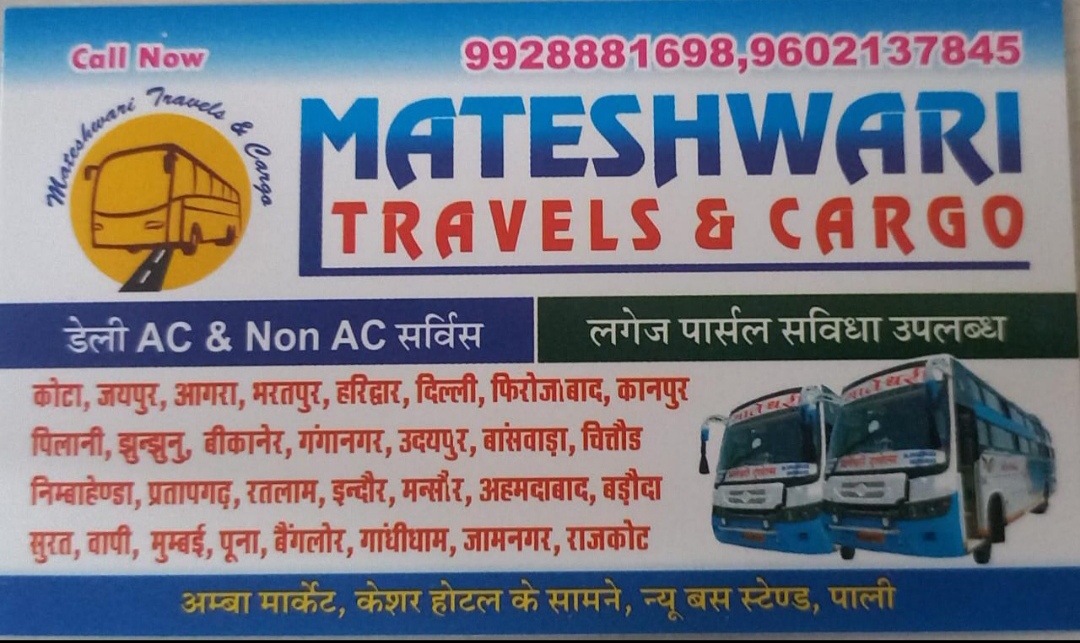 Call Now
9928881698,9602137845
Mateshwari Travels & Cargo
MATESHWARI
TRAVELS & CARGO
डेली AC & Non AC सर्विस
लगेज पार्सल सविधा उपलब्ध
कोटा, जयपुर, आगरा, भरतपुर, हरिद्वार, दिल्ली, फिरोजाबाद, कानपुर
पिलानी, झुन्झुनु, बीकानेर, गंगानगर, उदयपुर, बांसवाड़ा, चित्तौड
निम्बाहेण्डा, प्रतापगढ़, रतलाम, इन्दौर, मन्सौर, अहमदाबाद, बड़ौदा
सुरत, वापी, मुम्बई, पूना, बैंगलोर, गांधीधाम, जामनगर, राजकोट
अम्बा मार्केट, केशर होटल के सामने, न्यू बस स्टेण्ड, पाली